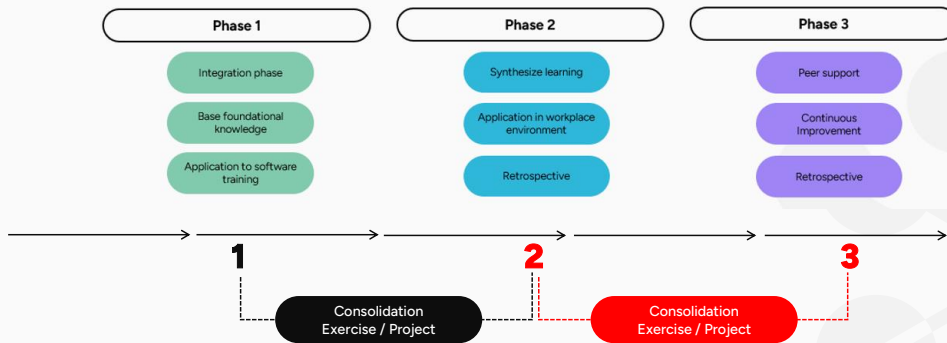 Phase 1
Phase 2
Phase 3
Integration phase
Synthesize learning
Peer support
Base foundational
knowledge
Application in workplace
environment
Continuous
Improvement
Application to software
training
Retrospective
Retrospective
1
2
3
Consolidation
Exercise / Project
Consolidation
Exercise / Project